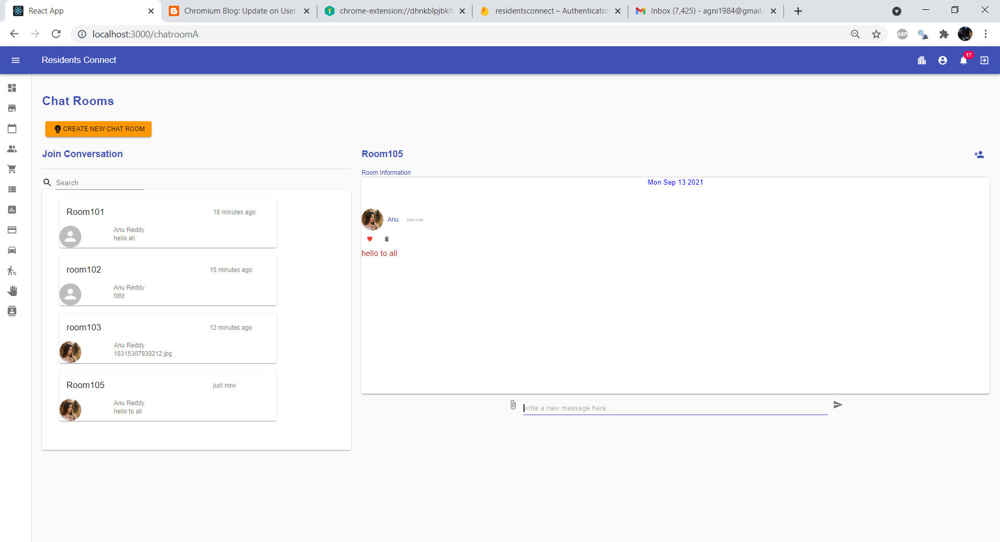 React App
Chromium Blog: Update on User-
chrome-extension://dhnkblpjbkfk
residentsconnect – Authenticatio
Inbox (7,425) - agni1984@gmail.c
localhost:3000/chatroomA
ABP
Residents Connect
17
Chat Rooms
CREATE NEW CHAT ROOM
Join Conversation
Search
Room101
18 minutes ago
Anu Reddy
hello all
room102
15 minutes ago
Anu Reddy
fdfd
room103
12 minutes ago
Anu Reddy
16315307939212.jpg
Room105
just now
Anu Reddy
hello to all
Room105
Room Information
Mon Sep 13 2021
Anu
just now
hello to all
write a new message here...